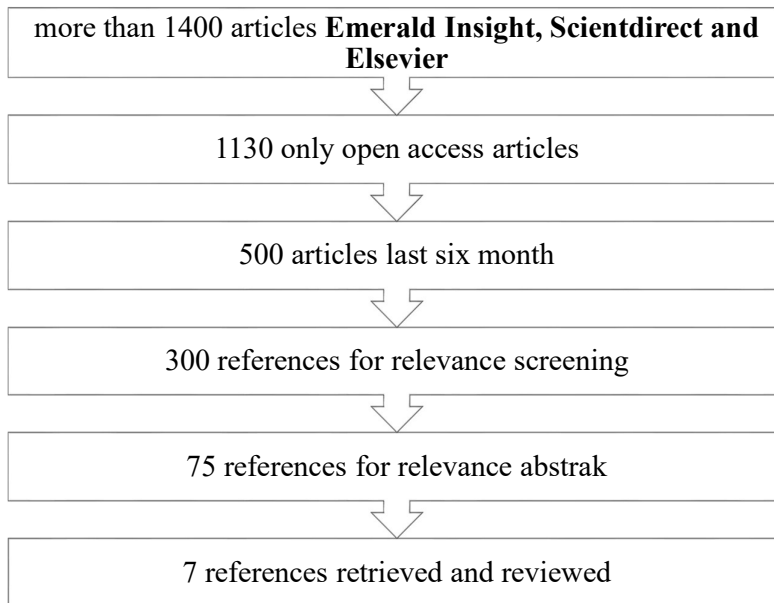 more than 1400 articles Emerald Insight, Scientdirect and
Elsevier
1130 only open access articles
500 articles last six month
300 references for relevance screening
75 references for relevance abstrak
7 references retrieved and reviewed